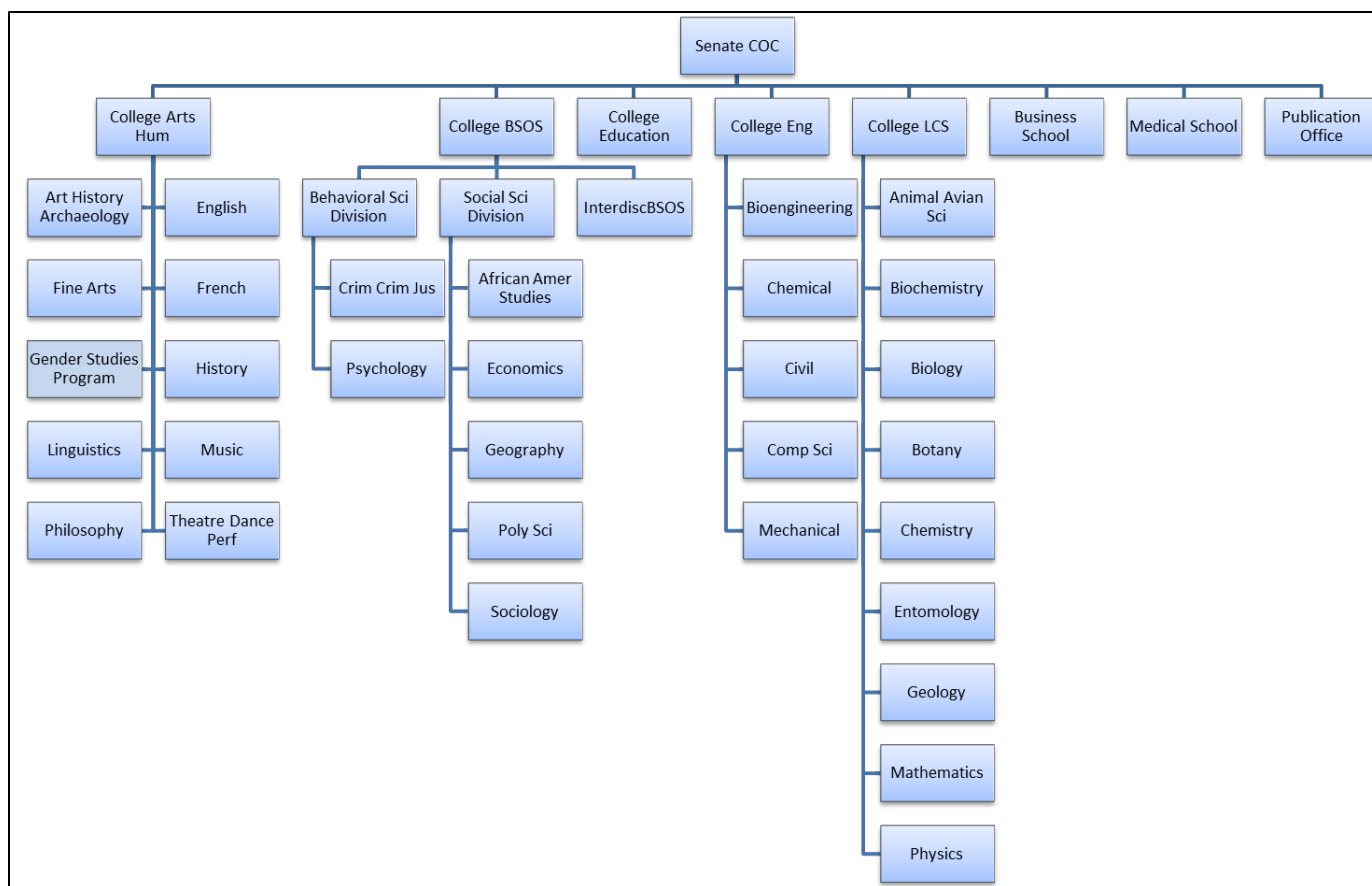 Senate COC
College Arts
Hum
College BSOS
College
Education
College Eng
College LCS
Business
School
Medical School
Publication
Office
Art History
Archaeology
English
Fine Arts
French
Gender Studies
Program
History
Linguistics
Music
Philosophy
Theatre Dance
Perf
Behavioral Sci
Division
Social Sci
Division
InterdiscBSOS
Crim Crim Jus
Psychology
African Amer
Studies
Economics
Geography
Poly Sci
Sociology
Bioengineering
Chemical
Civil
Comp Sci
Mechanical
Animal Avian
Sci
Biochemistry
Biology
Botany
Chemistry
Entomology
Geology
Mathematics
Physics